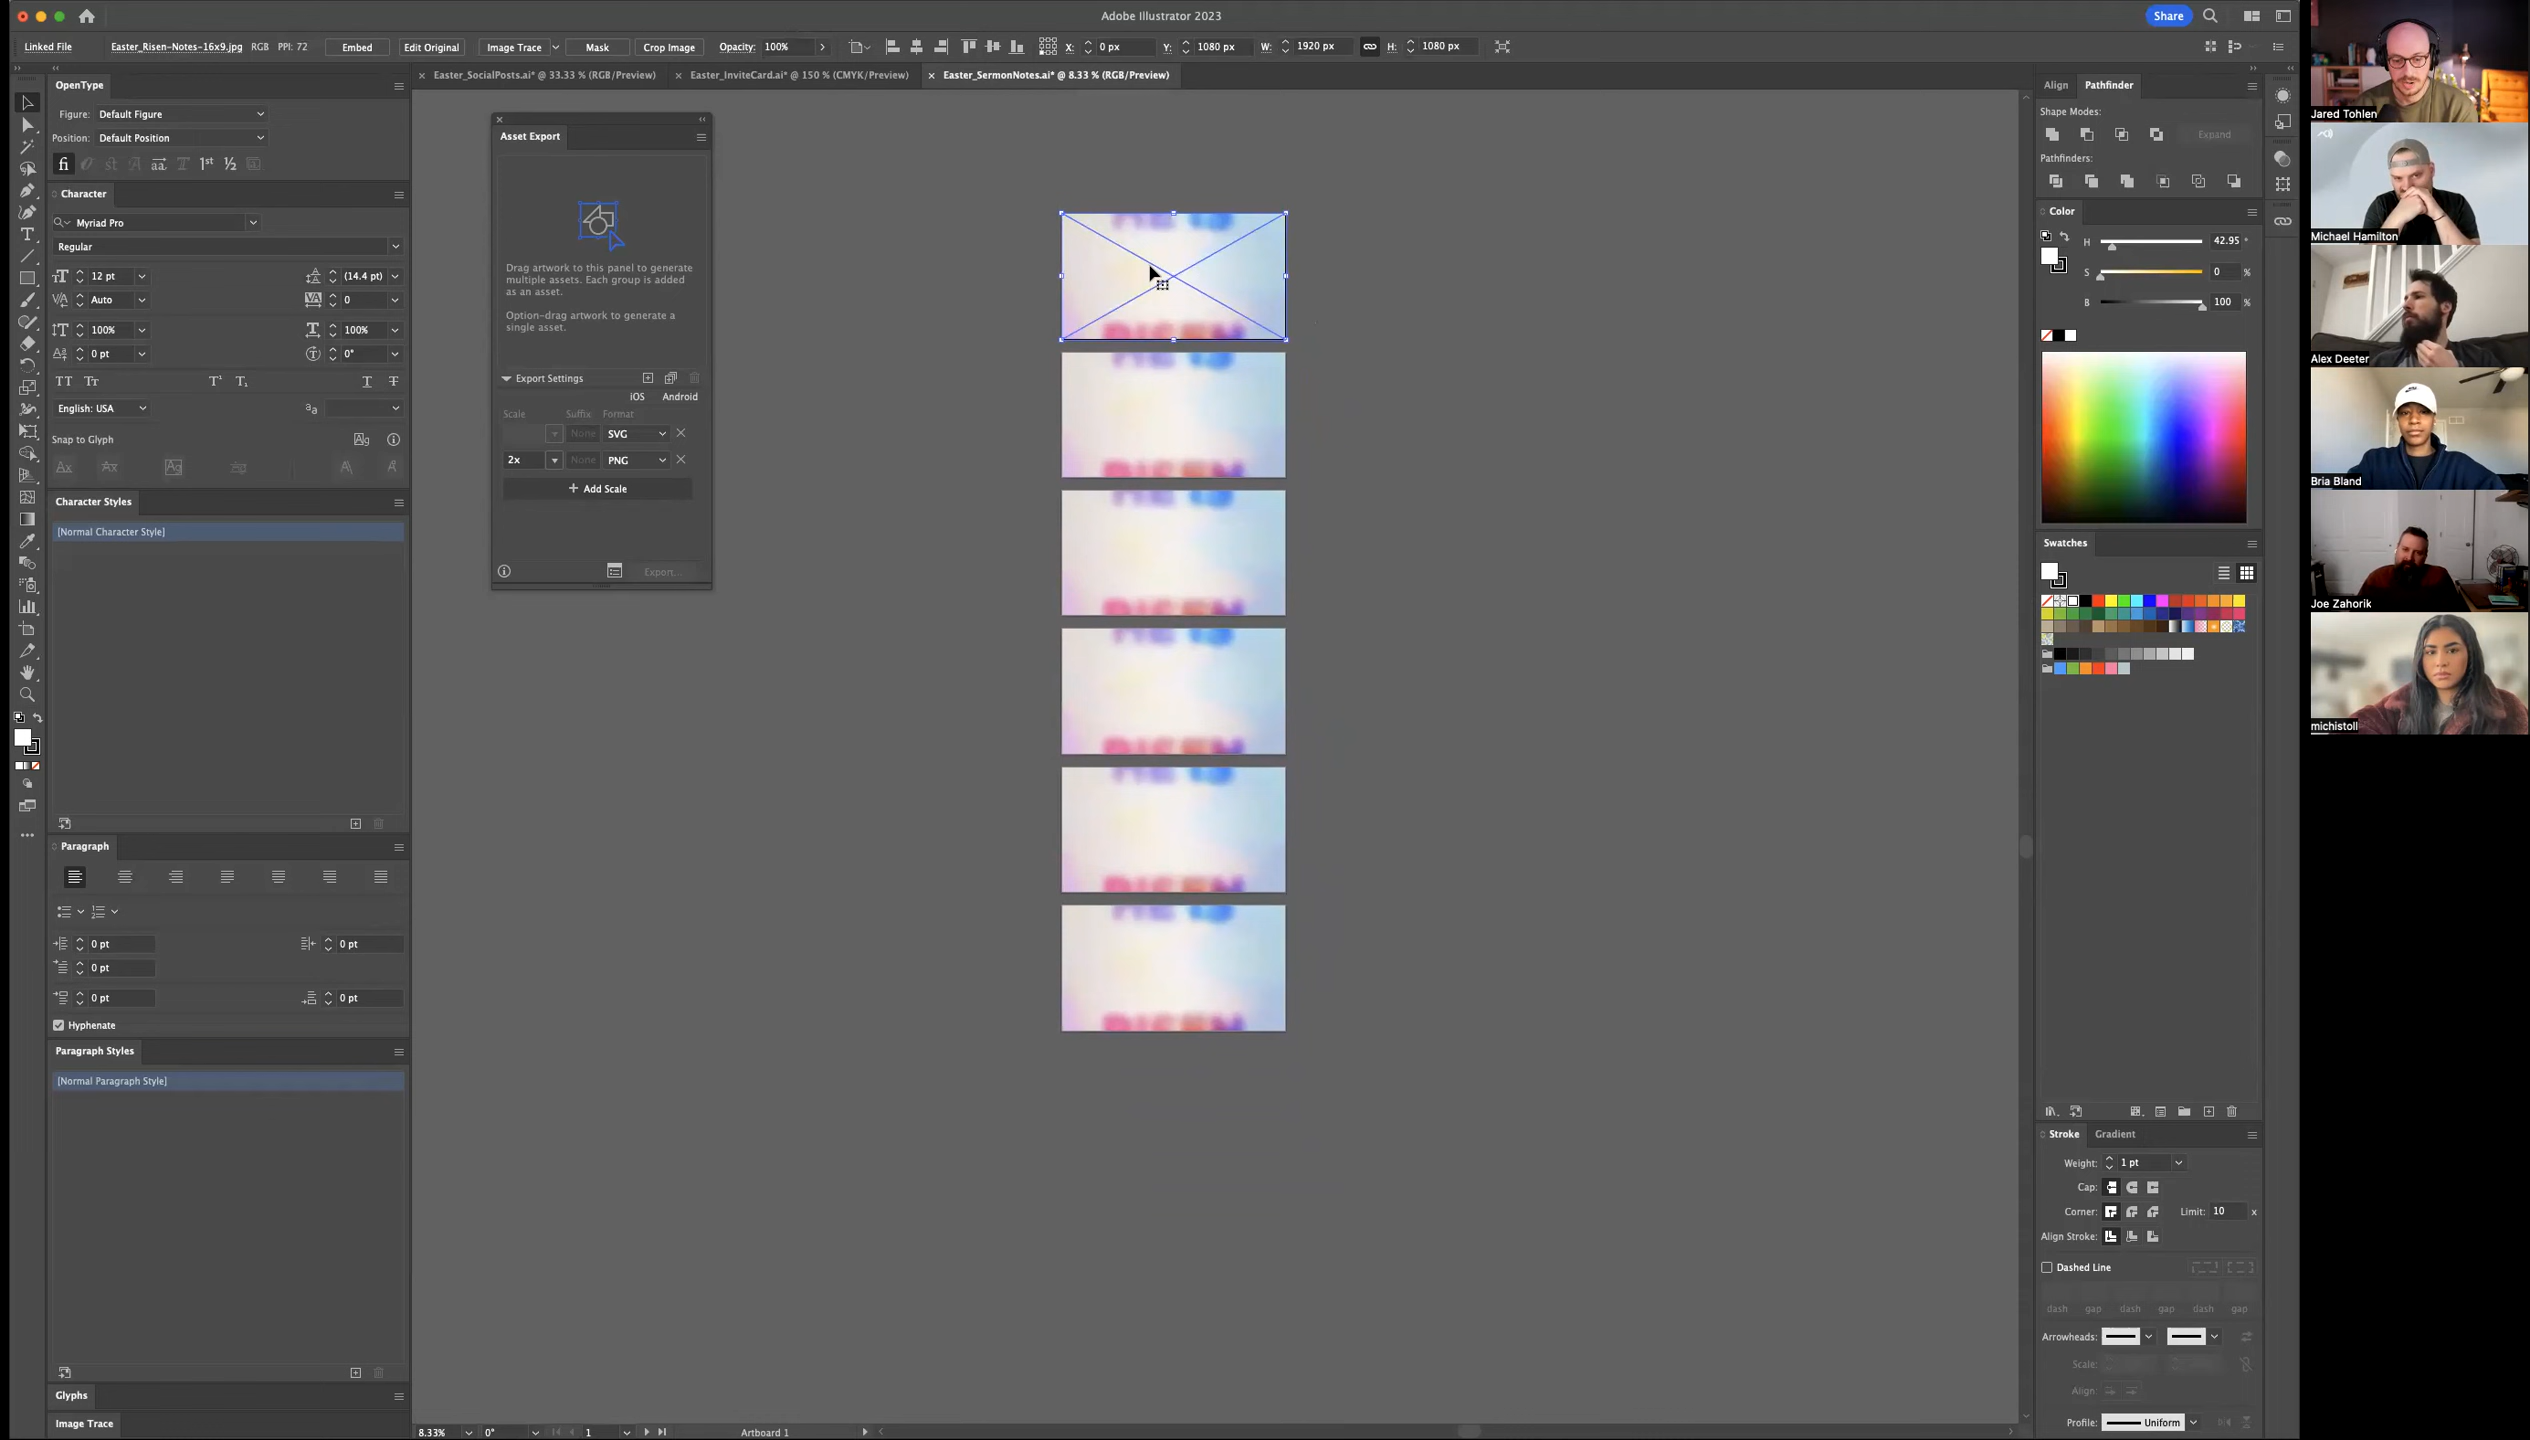 Adobe Illustrator 2023
Share
Linked File
Easter_Risen-Notes-16x9.jpg
RGB
PPI: 72
Embed
Edit Original
Image Trace
Mask
Crop Image
Opacity: 100%
X: 0 px
Y: 1080 px
W: 1920 px
H: 1080 px
Easter_SocialPosts.ai* @ 33.33 % (RGB/Preview)
Easter_InviteCard.ai* @ 150 % (CMYK/Preview)
Easter_SermonNotes.ai* @ 8.33 % (RGB/Preview)
OpenType
Figure: Default Figure
Position: Default Position
Character
Myriad Pro
Regular
12 pt
(14.4 pt)
Auto
0
100%
100%
0 pt
0°
English: USA
Snap to Glyph
Character Styles
[Normal Character Style]
Paragraph
0 pt
0 pt
0 pt
0 pt
0 pt
Hyphenate
Paragraph Styles
[Normal Paragraph Style]
Glyphs
Image Trace
Asset Export
Drag artwork to this panel to generate
multiple assets. Each group is added
as an asset.
Option-drag artwork to generate a
single asset.
Export Settings
iOS
Android
Scale
Suffix
Format
None
SVG
2x
None
PNG
+ Add Scale
Export...
8.33%
0°
1
Artboard 1
Align
Pathfinder
Shape Modes:
Expand
Pathfinders:
Color
H
42.95
°
S
0
%
B
100
%
Swatches
Stroke
Gradient
Weight:
1 pt
Cap:
Corner:
Limit:
10
x
Align Stroke:
Dashed Line
dash
gap
dash
gap
dash
gap
Arrowheads:
Scale:
Align:
Profile:
Uniform
Jared Tohlen
Michael Hamilton
Alex Deeter
Bria Bland
Joe Zahorik
michistoll